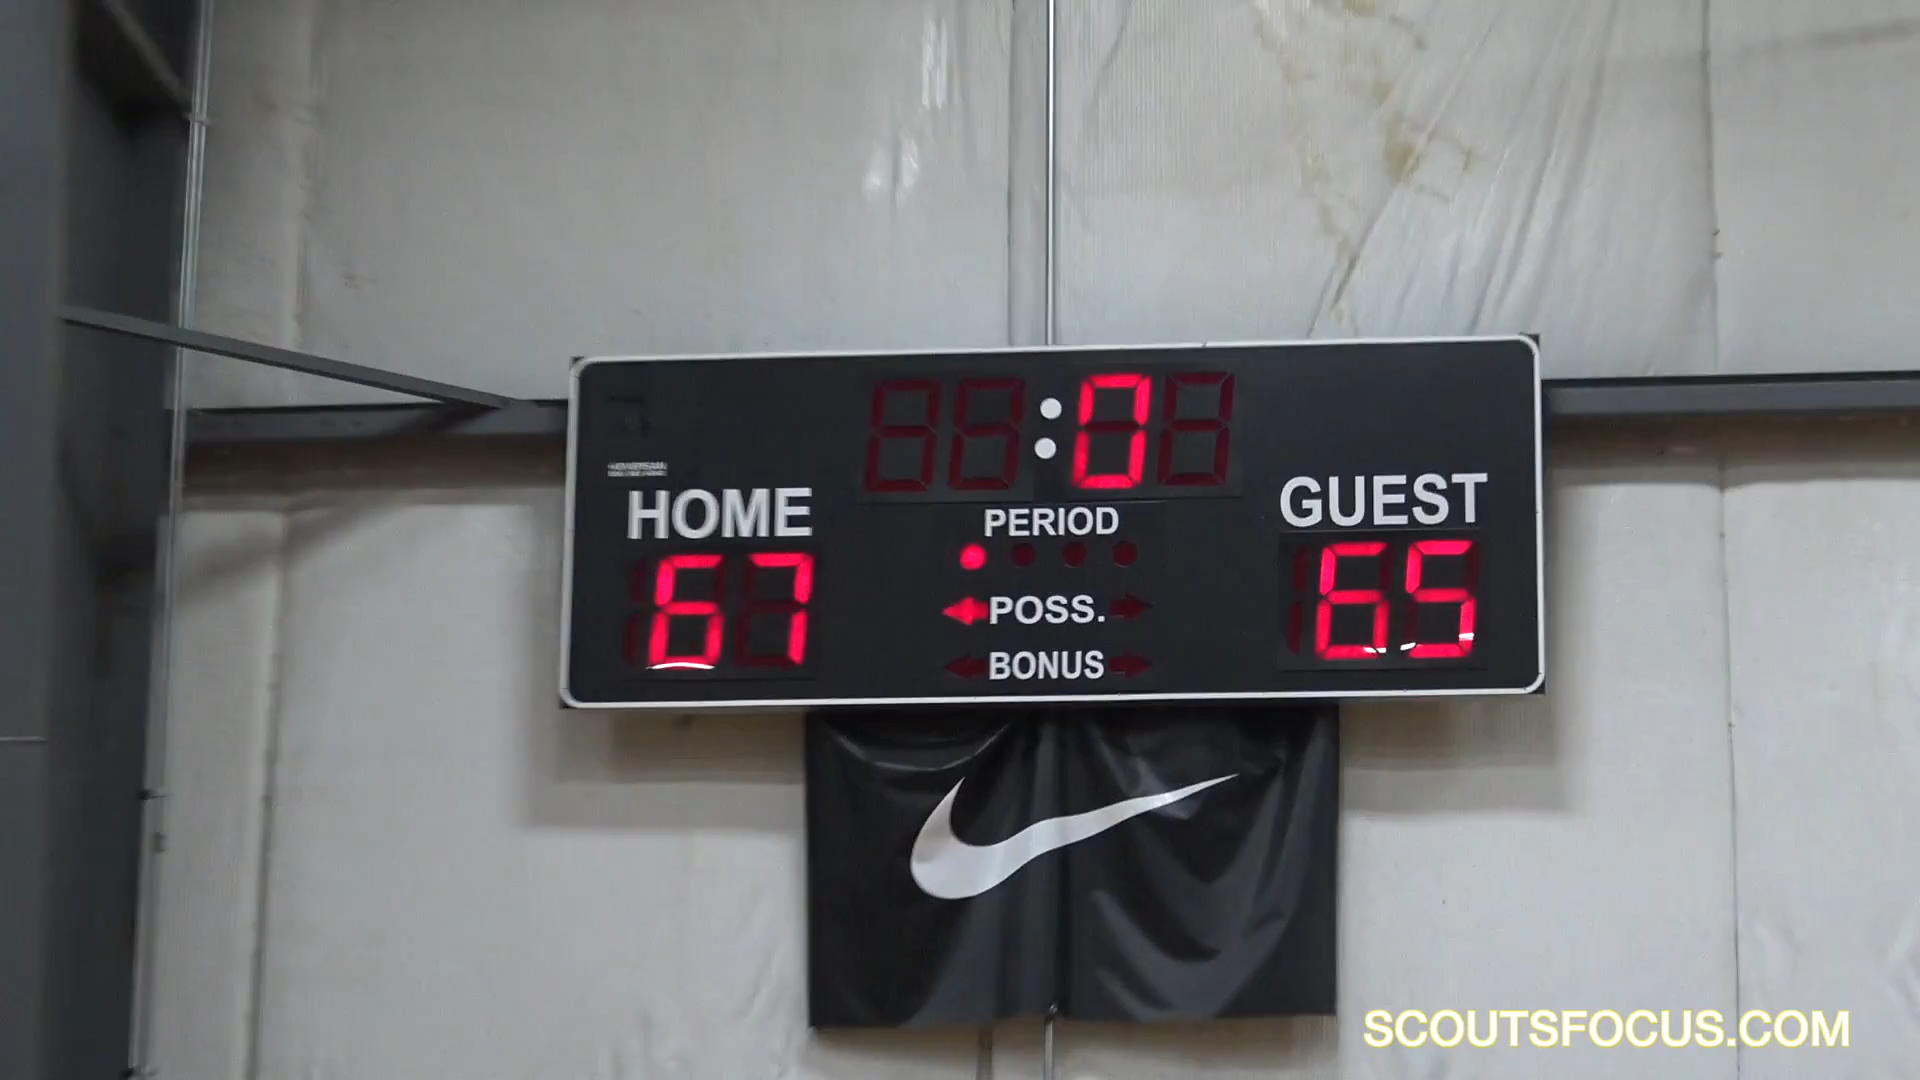 :0
HOME
PERIOD
GUEST
67
65
POSS.
BONUS
SCOUTSFOCUS.COM